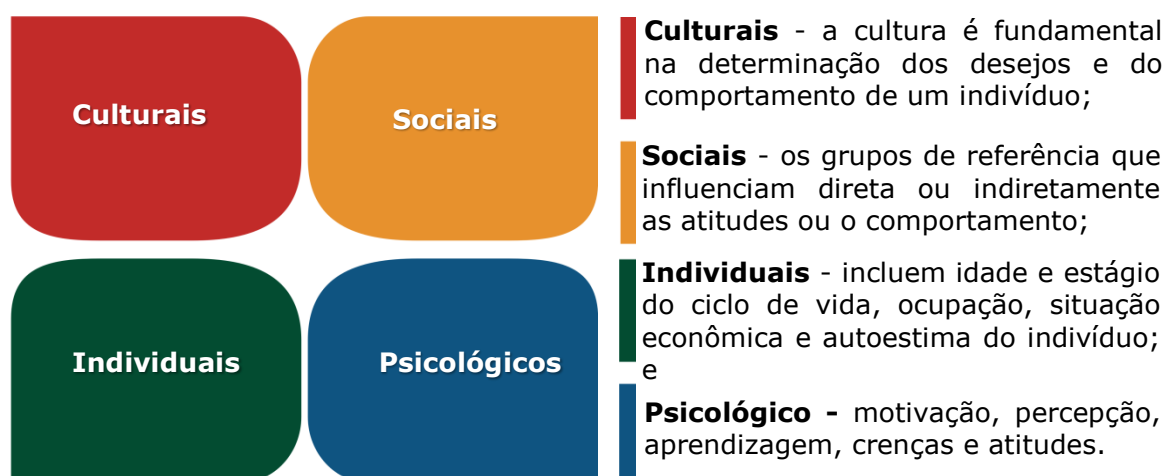 Culturais
Sociais
Individuais
Psicológicos
Culturais - a cultura é fundamental
na determinação dos desejos e do
comportamento de um indivíduo;
Sociais - os grupos de referência que
influenciam direta ou indiretamente
as atitudes ou o comportamento;
Individuais - incluem idade e estágio
do ciclo de vida, ocupação, situação
econômica e autoestima do indivíduo;
e
Psicológico - motivação, percepção,
aprendizagem, crenças e atitudes.